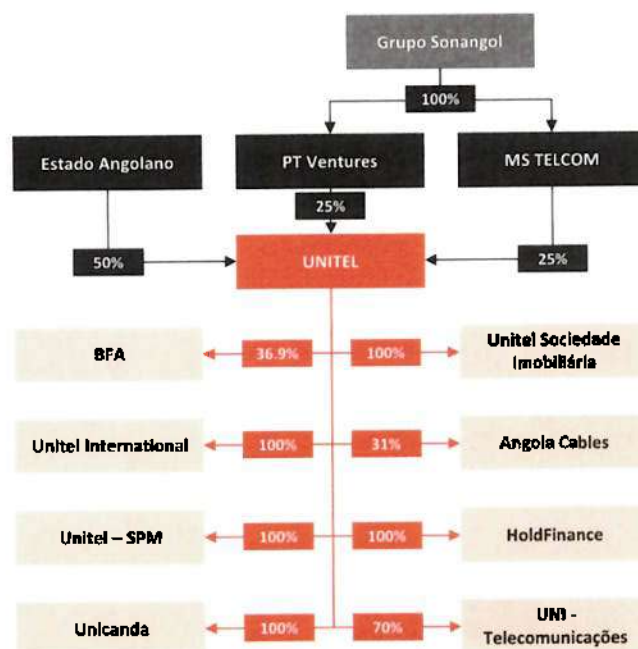 Grupo Sonangol
100%
Estado Angolano
PT Ventures
MS TELCOM
25%
50%
UNITEL
25%
BFA
36.9%
100%
Unitel Sociedade
Imobiliária
Unitel International
100%
31%
Angola Cables
Unitel – SPM
100%
100%
HoldFinance
Unicanda
100%
70%
UNI -
Telecomunicações